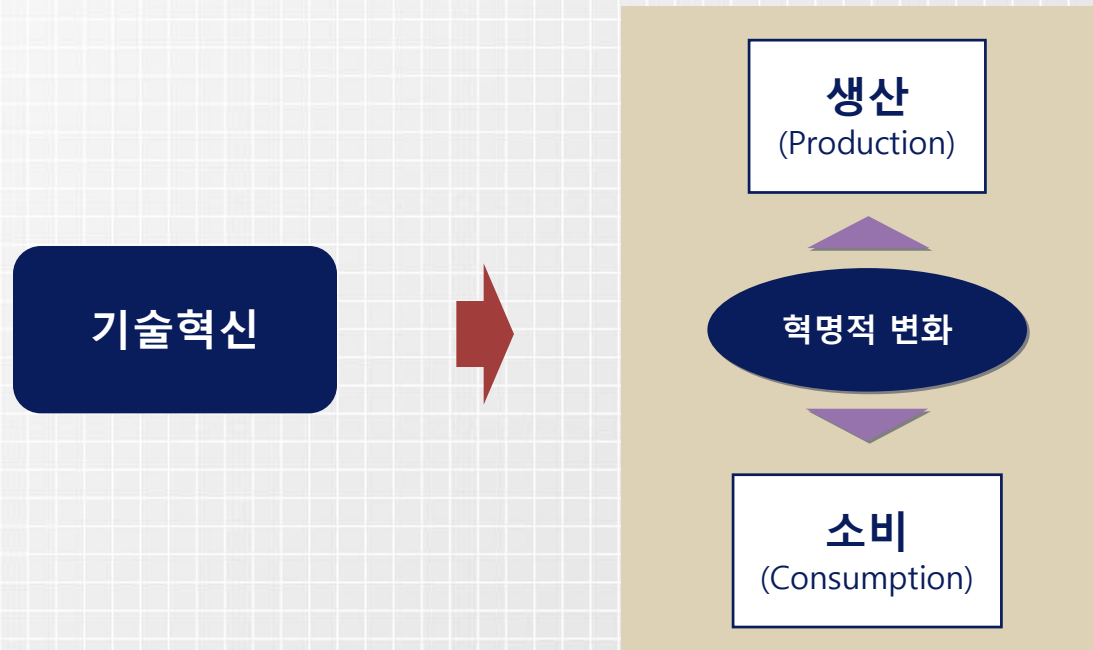 기술혁신
생산
(Production)
혁명적 변화
소비
(Consumption)